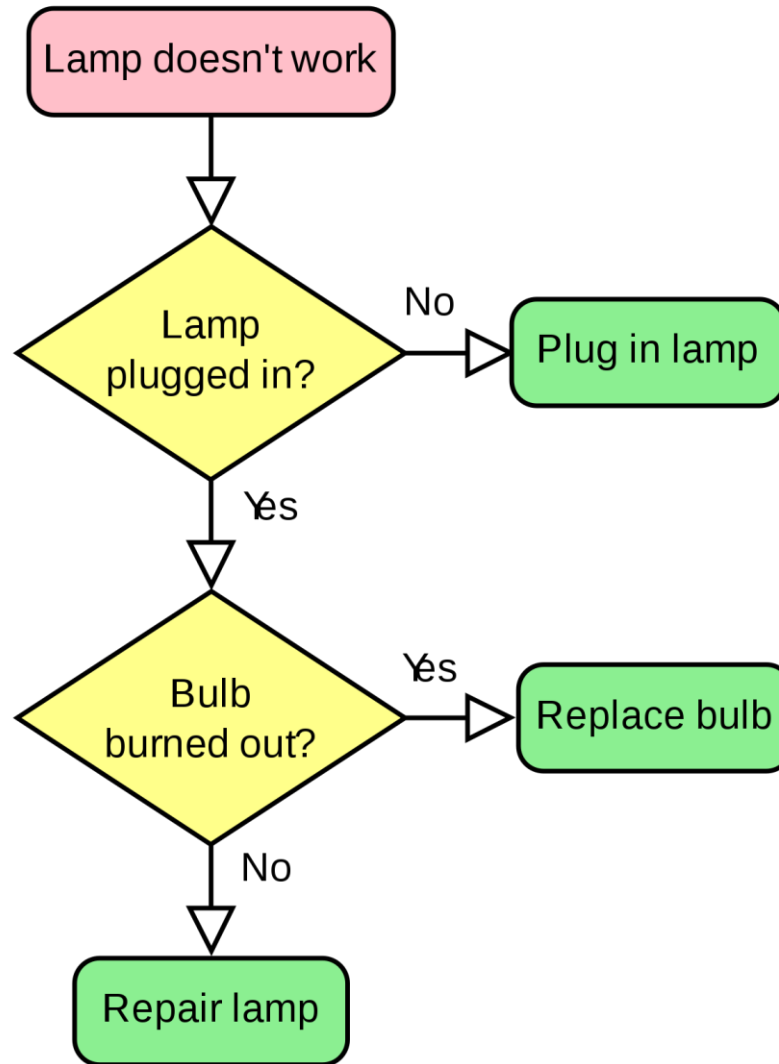 Lamp doesn't work
Lamp
plugged in?
No
Plug in lamp
Yes
Bulb
burned out?
Yes
Replace bulb
No
Repair lamp